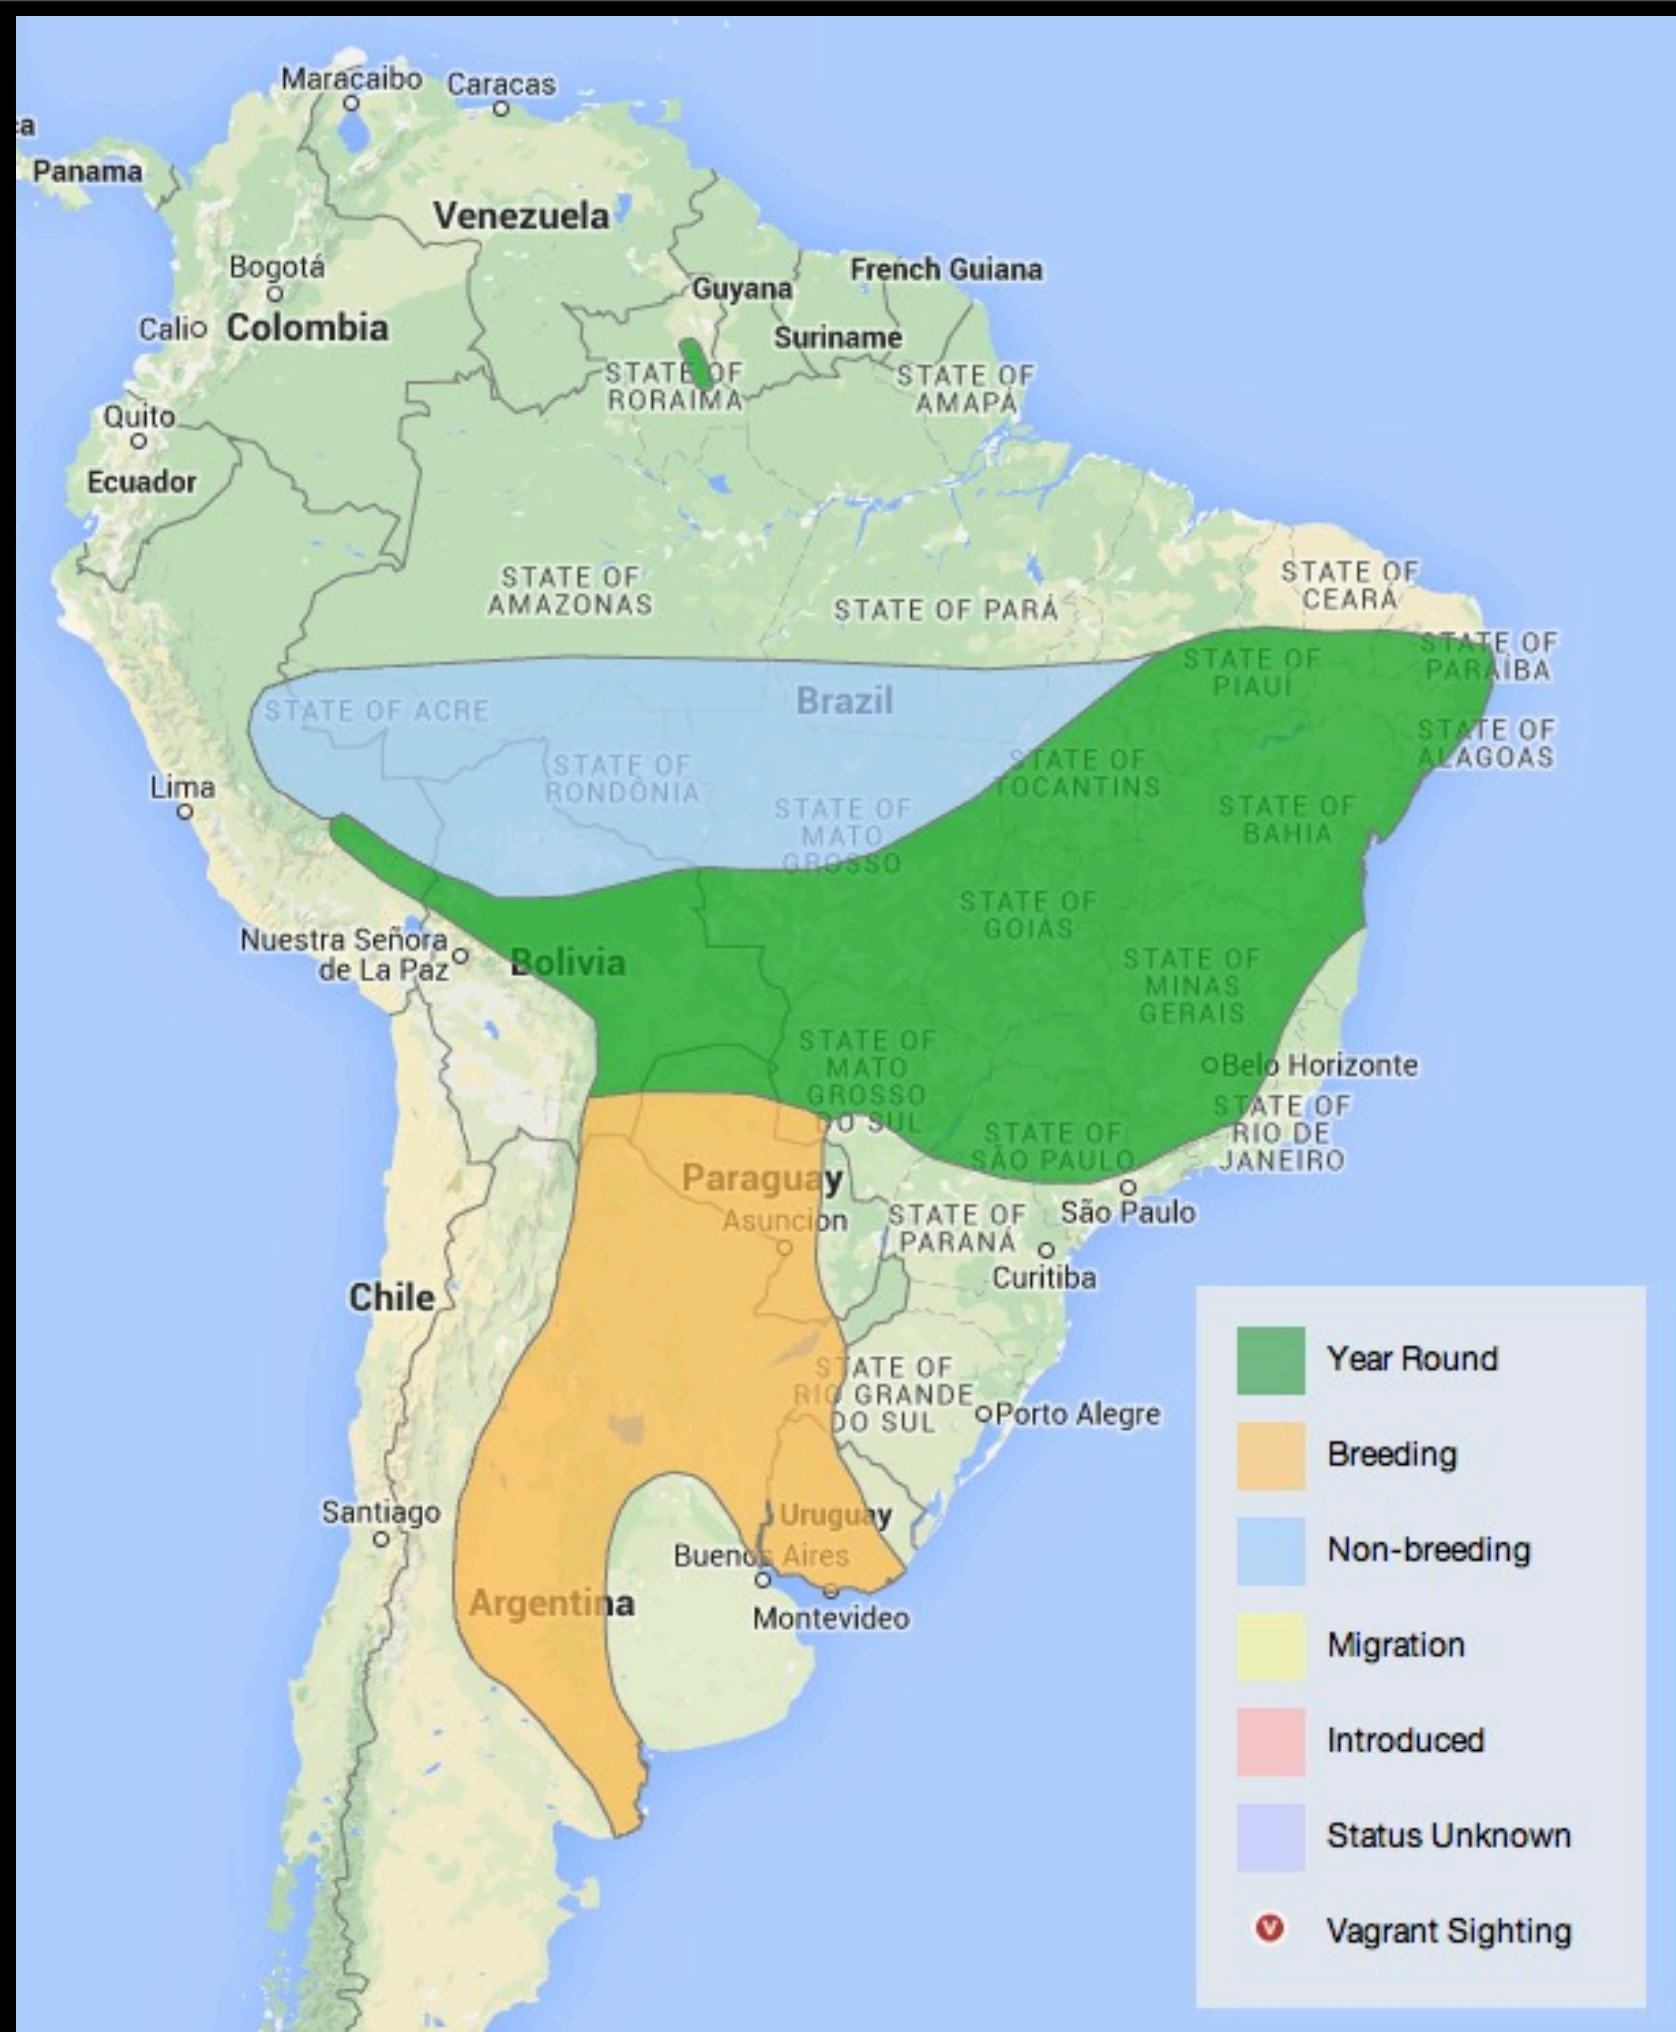 Maracaibo
Caracas
ca
Panama
Venezuela
Bogotá
Guyana
French Guiana
Cali
Colombia
Suriname
STATE OF
RORAIMA
STATE OF
AMAPÁ
Quito
Ecuador
STATE OF
AMAZONAS
STATE OF PARÁ
STATE OF
CEARÁ
STATE OF
PARAÍBA
STATE OF
PIAUÍ
STATE OF ACRE
Brazil
STATE OF
ALAGOAS
STATE OF
RONDÔNIA
STATE OF
TOCANTINS
Lima
STATE OF
MATO
GROSSO
STATE OF
BAHIA
STATE OF
GOIÁS
Nuestra Señora
de La Paz
Bolivia
STATE OF
MINAS
GERAIS
STATE OF
MATO
GROSSO
DO SUL
Belo Horizonte
STATE OF
RIO DE
JANEIRO
STATE OF
SÃO PAULO
Paraguay
Asuncion
São Paulo
STATE OF
PARANÁ
Curitiba
Chile
STATE OF
RIO GRANDE
DO SUL
Porto Alegre
Santiago
Uruguay
Buenos Aires
Argentina
Montevideo
Year Round
Breeding
Non-breeding
Migration
Introduced
Status Unknown
V
Vagrant Sighting